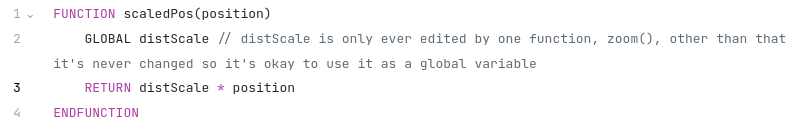 1 FUNCTION scaledPos(position)
2 GLOBAL distScale // distScale is only ever edited by one function, zoom(), other than that
it's never changed so it's okay to use it as a global variable
3 RETURN distScale * position
4 ENDFUNCTION